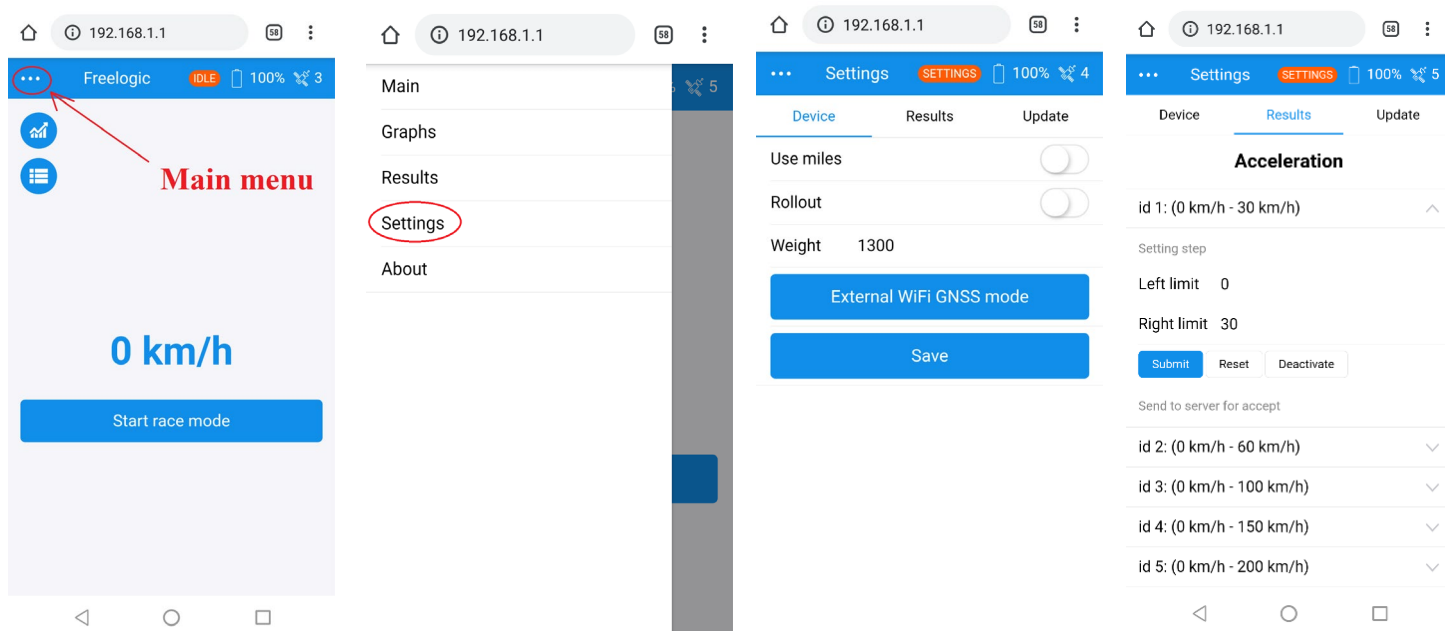 192.168.1.1
58
Freelogic
IDLE
100%
3
Main menu
0 km/h
Start race mode
192.168.1.1
58
Main
5
Graphs
Results
Settings
About
192.168.1.1
58
Settings
SETTINGS
100%
4
Device
Results
Update
Use miles
Rollout
Weight 1300
External WiFi GNSS mode
Save
192.168.1.1
58
Settings
SETTINGS
100%
5
Device
Results
Update
Acceleration
id 1: (0 km/h - 30 km/h)
Setting step
Left limit 0
Right limit 30
Submit
Reset
Deactivate
Send to server for accept
id 2: (0 km/h - 60 km/h)
id 3: (0 km/h - 100 km/h)
id 4: (0 km/h - 150 km/h)
id 5: (0 km/h - 200 km/h)